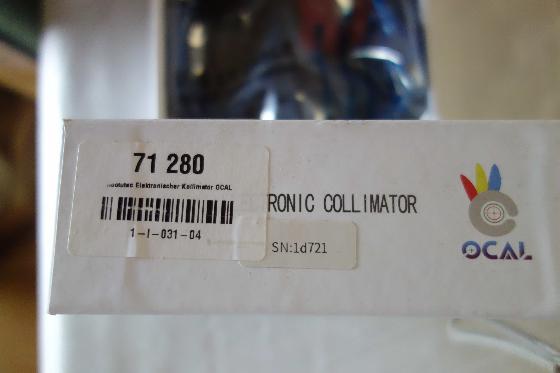 71 280
Elektronischer Kollimator OCAL
1-I-031-04
RONIC COLLIMATOR
SN:1d721
OCAL